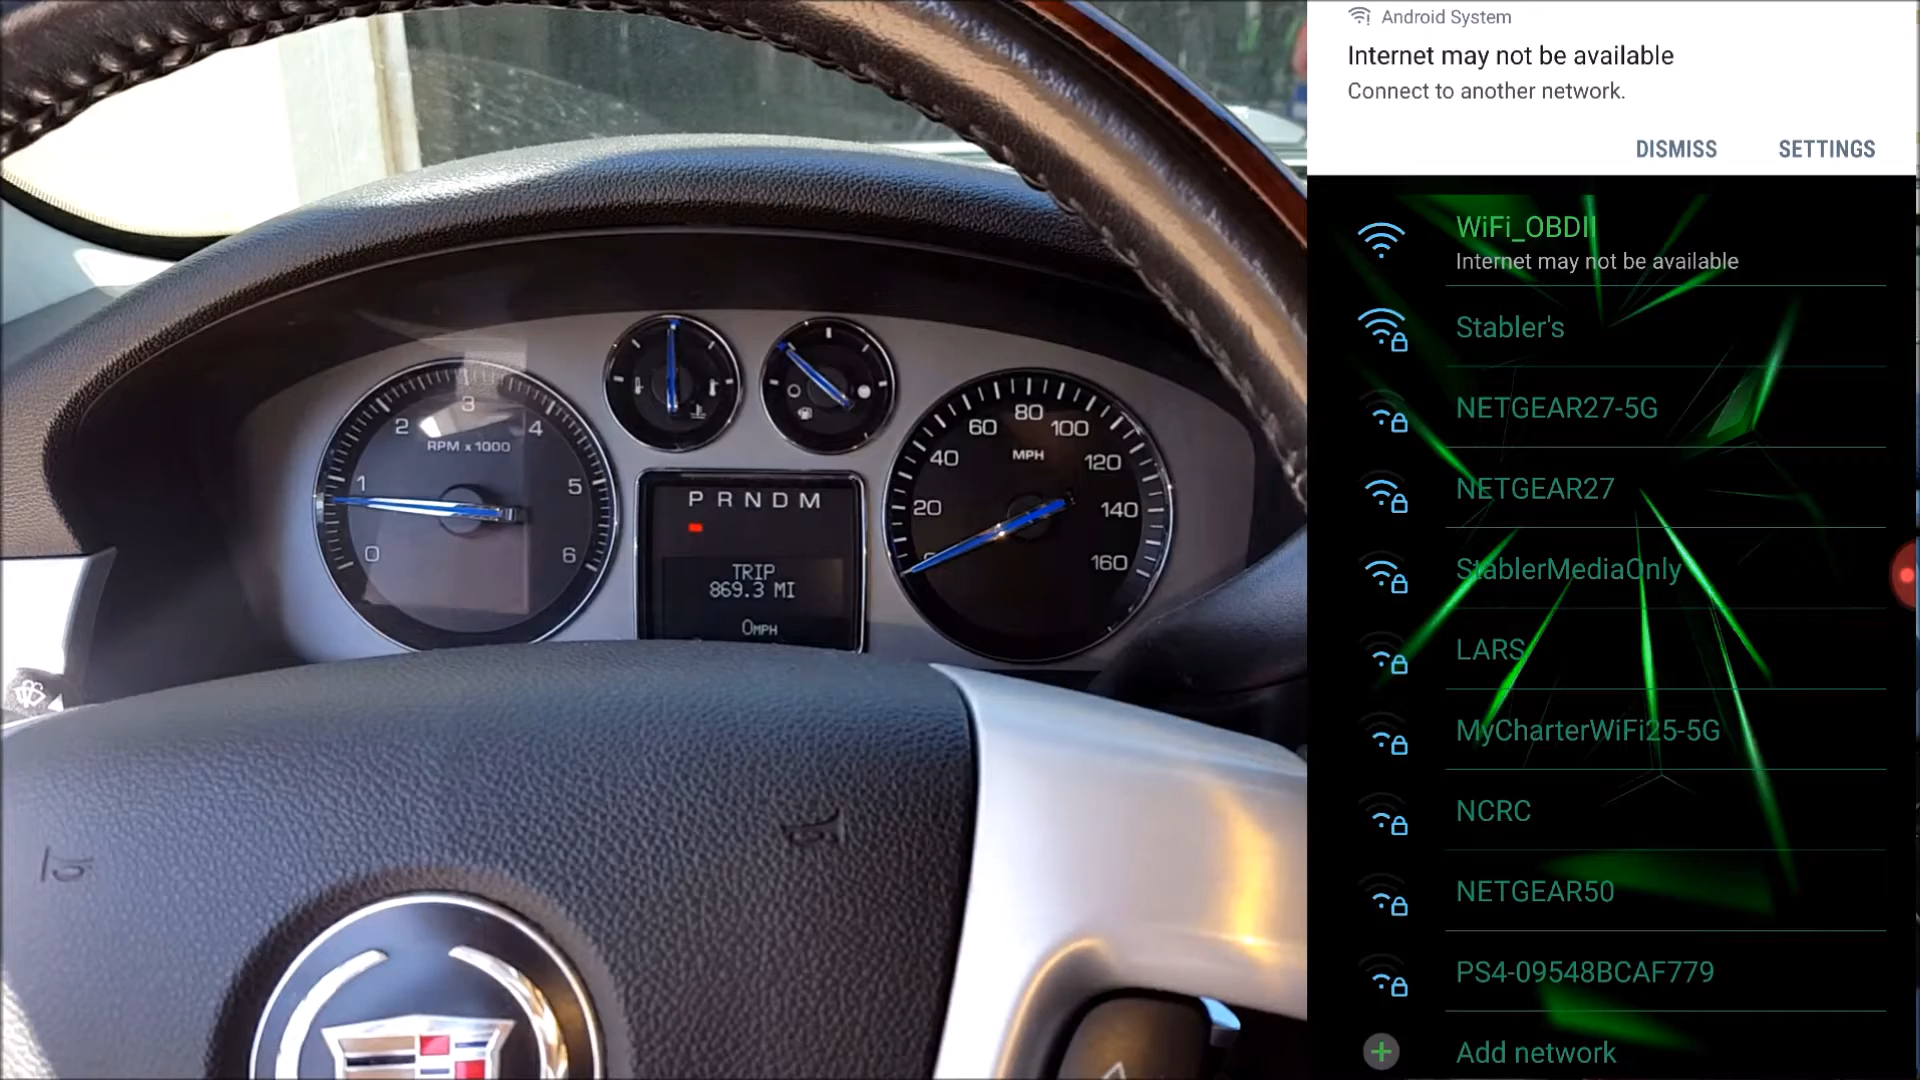 0
1
2
3
4
5
6
RPM x 1000
P R N D M
TRIP
869.3 MI
0MPH
20
40
60
80
100
120
140
160
MPH
Android System
Internet may not be available
Connect to another network.
DISMISS
SETTINGS
WiFi_OBDII
Internet may not be available
Stabler's
NETGEAR27-5G
NETGEAR27
StablerMediaOnly
LARS
MyCharterWiFi25-5G
NCRC
NETGEAR50
PS4-09548BCAF779
Add network